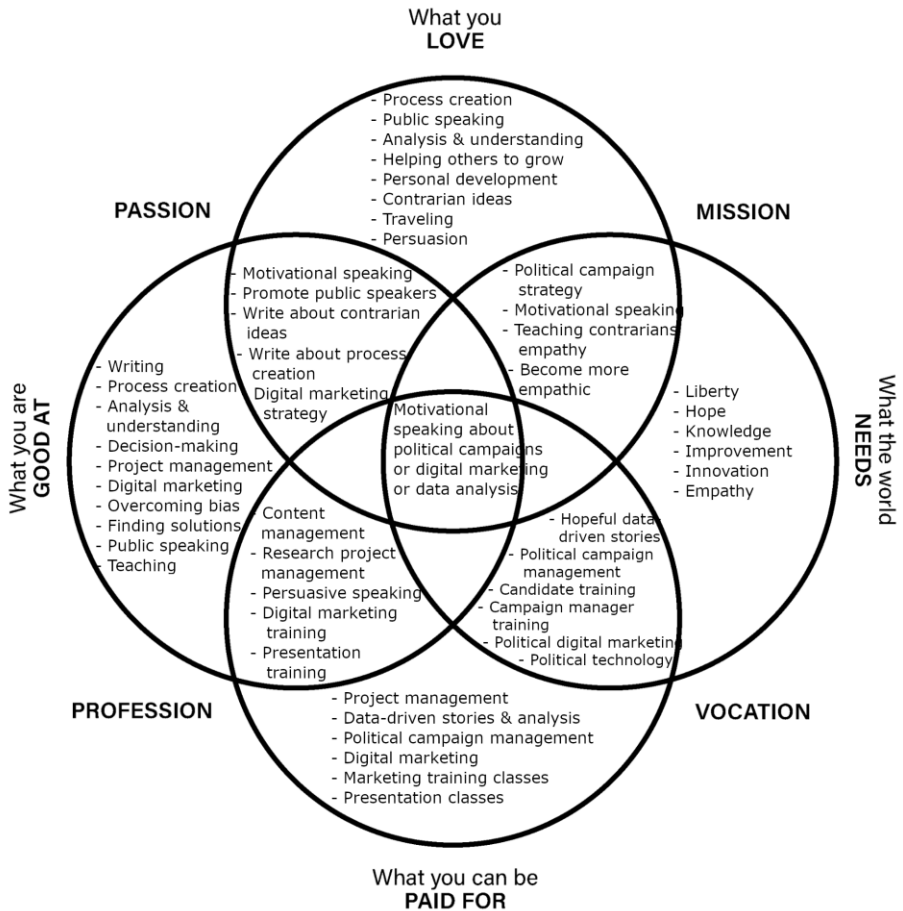 What you
LOVE
- Process creation
- Public speaking
- Analysis & understanding
- Helping others to grow
- Personal development
- Contrarian ideas
- Traveling
- Persuasion
PASSION
MISSION
- Motivational speaking
- Promote public speakers
- Write about contrarian
ideas
- Write about process
creation
Digital marketing
strategy
- Political campaign
strategy
- Motivational speaking
- Teaching contrarians
empathy
- Become more
empathic
What you are
GOOD AT
- Writing
- Process creation
- Analysis &
understanding
- Decision-making
- Project management
- Digital marketing
- Overcoming bias
- Finding solutions
- Public speaking
- Teaching
Motivational
speaking about
political campaigns
or digital marketing
or data analysis
- Liberty
- Hope
- Knowledge
- Improvement
- Innovation
- Empathy
What the world
NEEDS
- Content
management
- Research project
management
- Persuasive speaking
- Digital marketing
training
- Presentation
training
- Hopeful data-
driven stories
- Political campaign
management
- Candidate training
- Campaign manager
training
- Political digital marketing
- Political technology
PROFESSION
VOCATION
- Project management
- Data-driven stories & analysis
- Political campaign management
- Digital marketing
- Marketing training classes
- Presentation classes
What you can be
PAID FOR